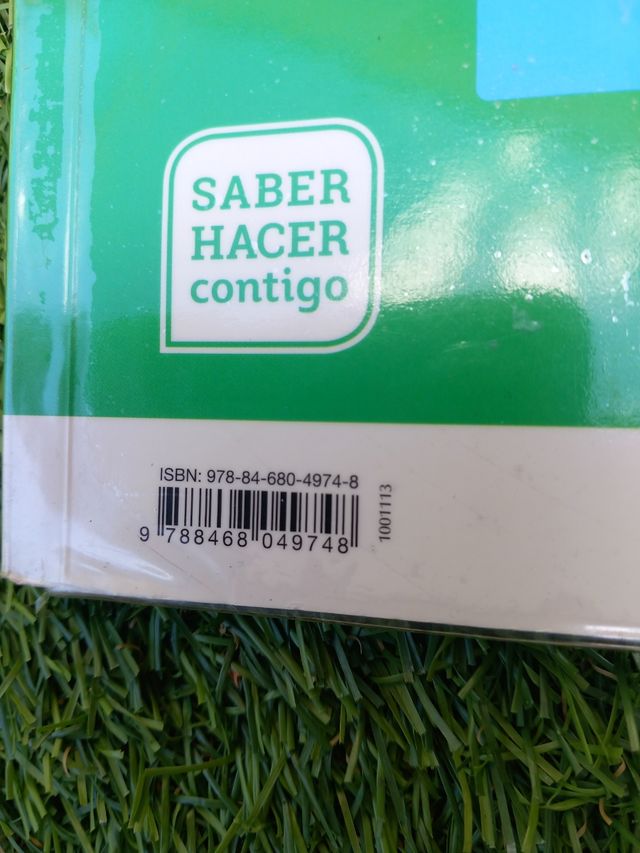 SABER
HACER
contigo
ISBN: 978-84-680-4974-8
9 788468 049748
1001113